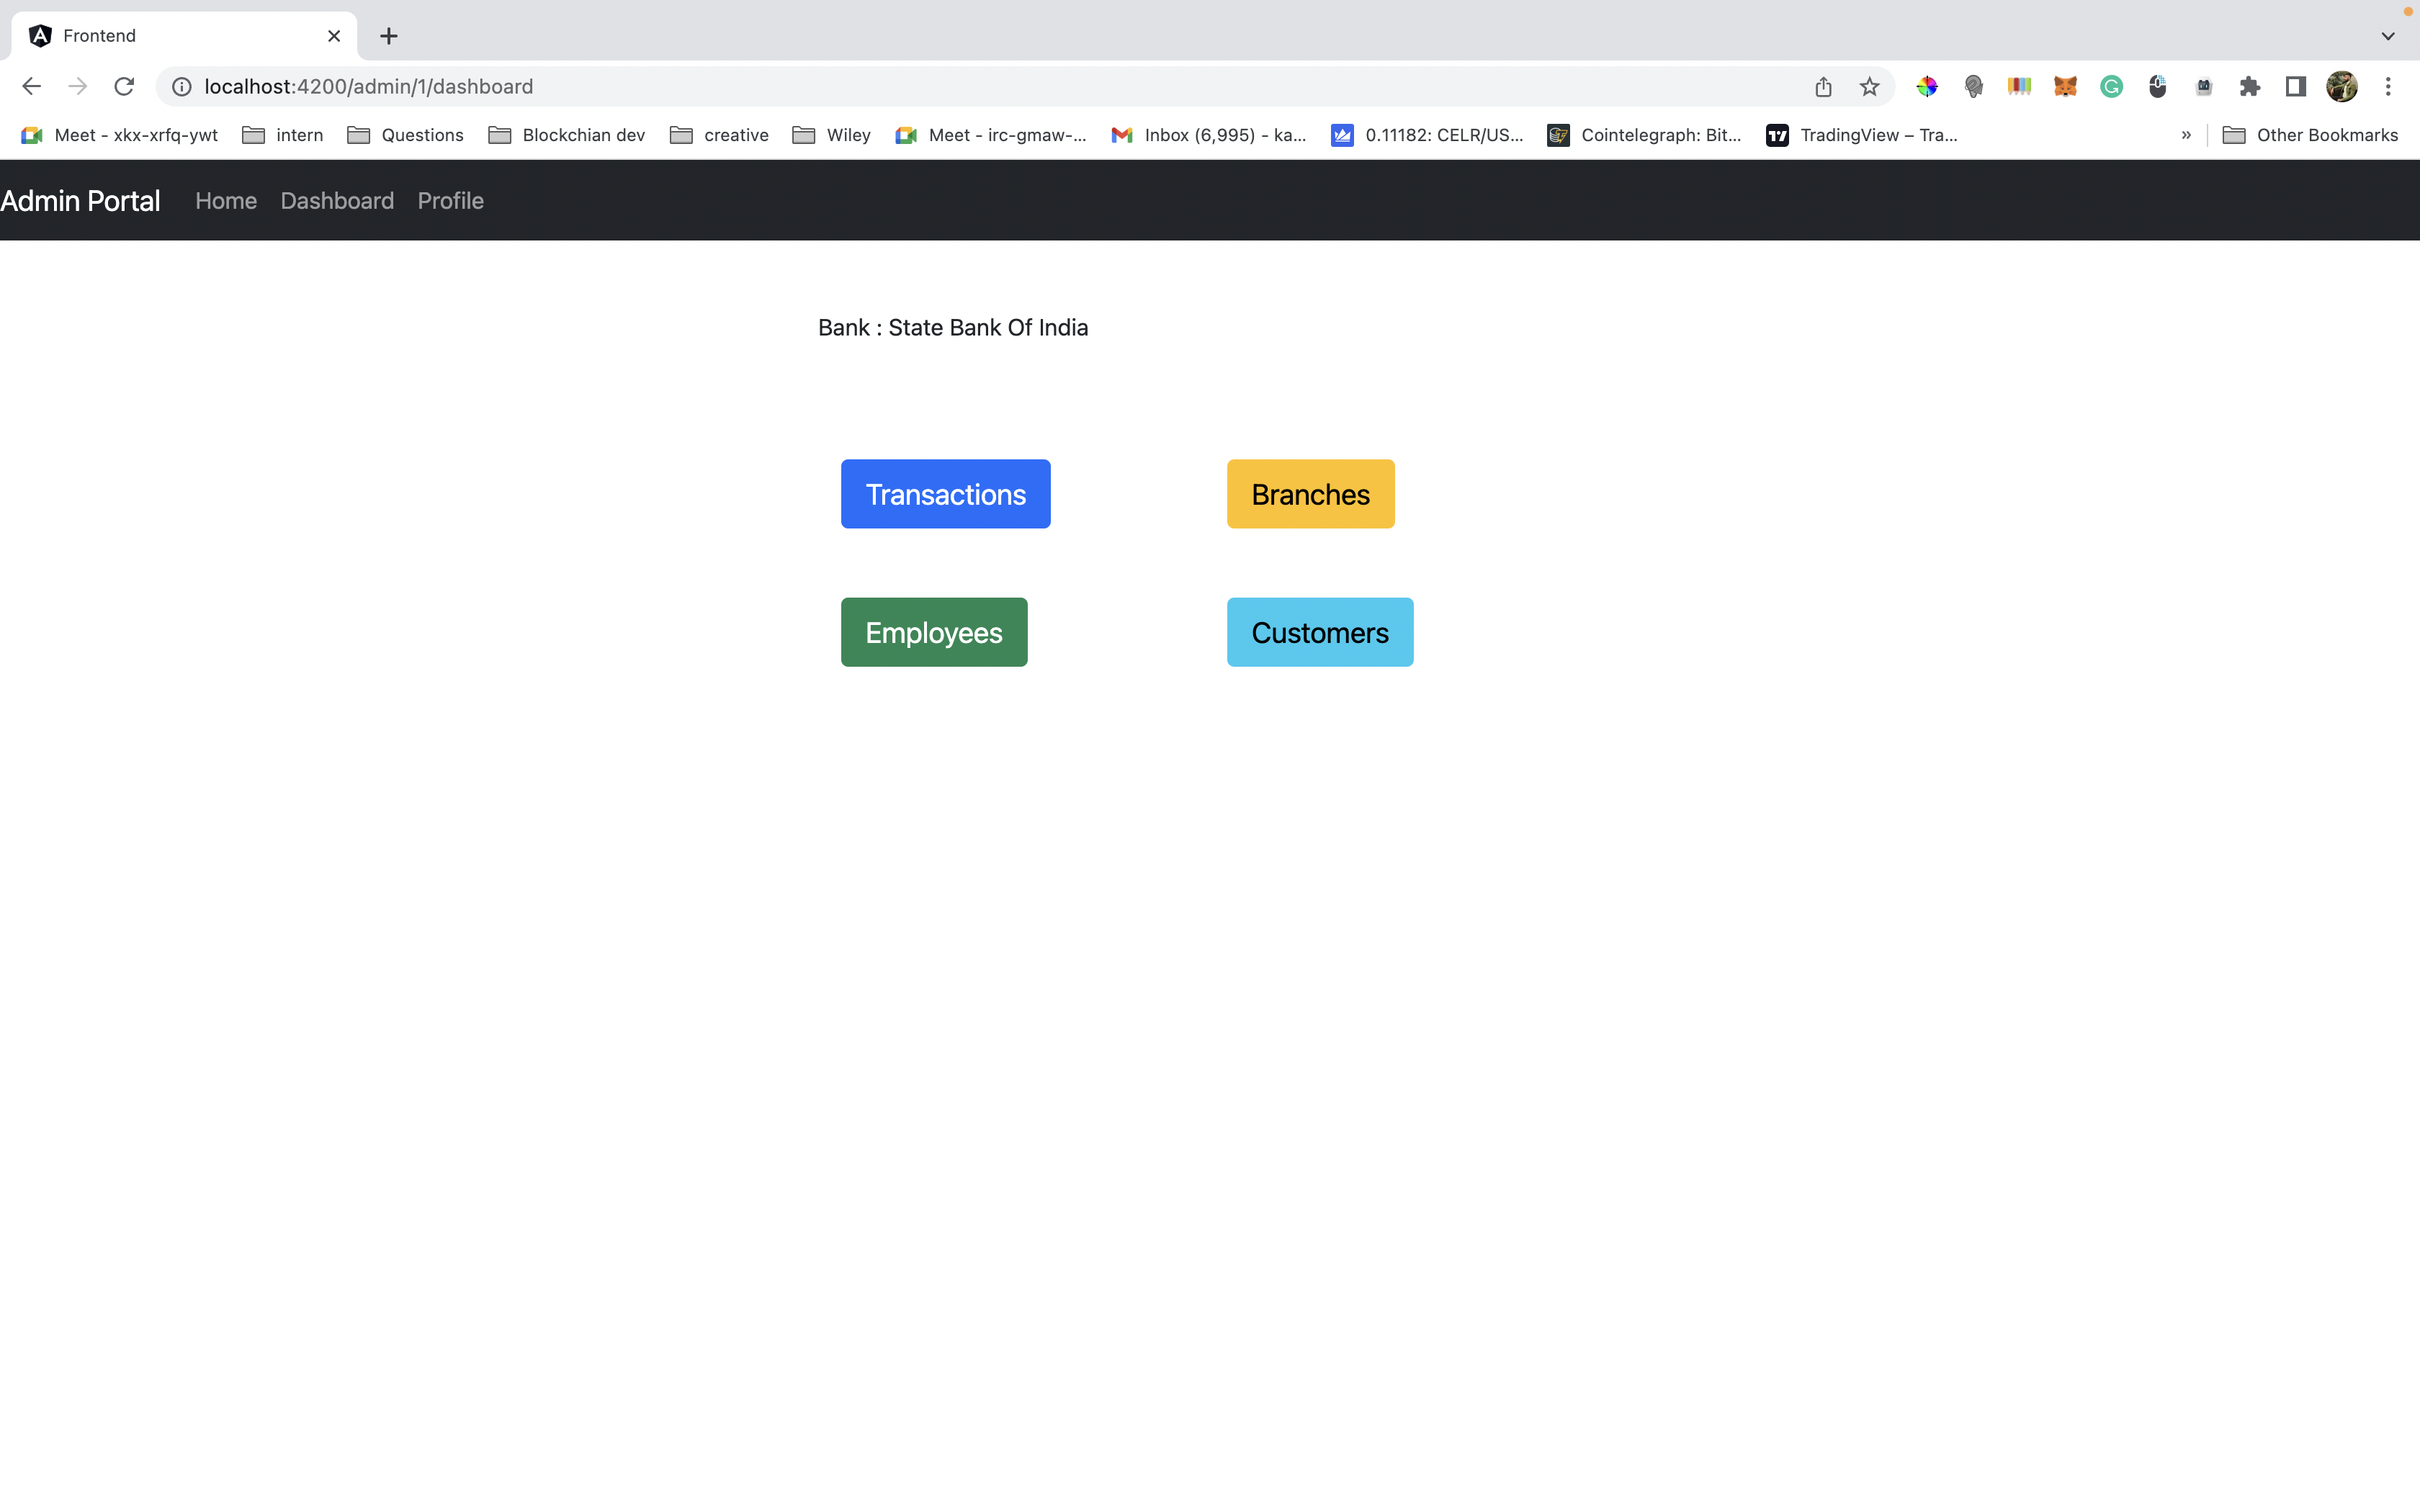 Frontend
localhost:4200/admin/1/dashboard
Meet - xkx-xrfq-ywt intern Questions Blockchian dev creative Wiley Meet - irc-gmaw-... Inbox (6,995) - ka... 0.11182: CELR/US... Cointelegraph: Bit... TradingView – Tra... » Other Bookmarks
Admin Portal Home Dashboard Profile
Bank : State Bank Of India
Transactions Branches
Employees Customers